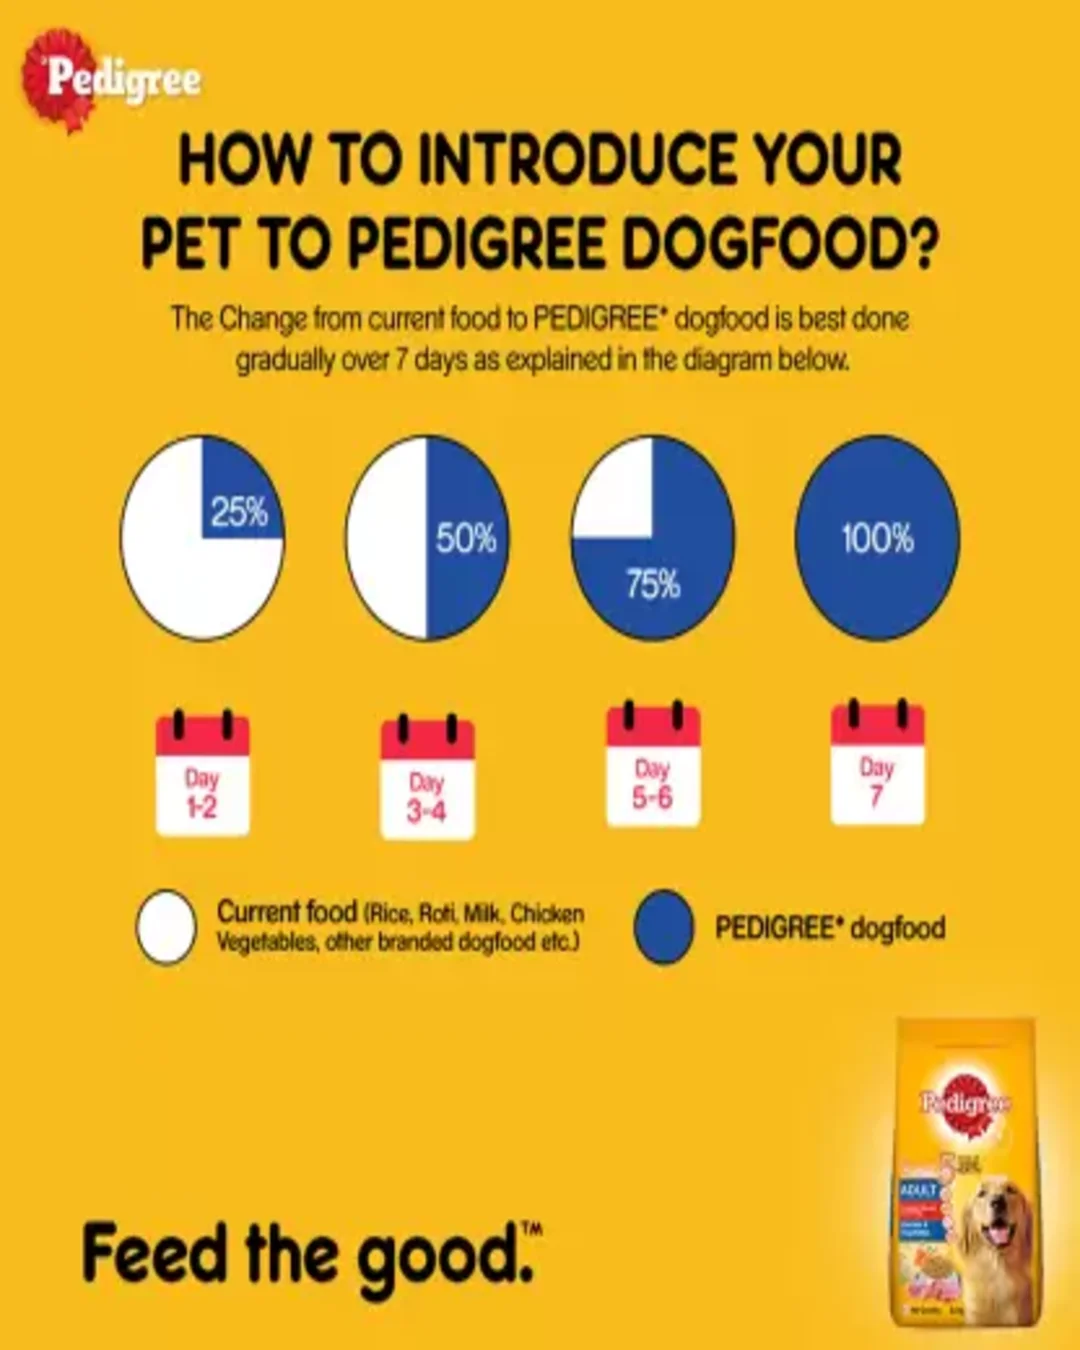 Pedigree
HOW TO INTRODUCE YOUR
PET TO PEDIGREE DOGFOOD?
The Change from current food to PEDIGREE* dogfood is best done
gradually over 7 days as explained in the diagram below.
25%
50%
75%
100%
Day
1-2
Day
3-4
Day
5-6
Day
7
Current food (Rice, Roti, Milk, Chicken
Vegetables, other branded dogfood etc.)
PEDIGREE* dogfood
Pedigree
5
ADULT
Feed the good.™